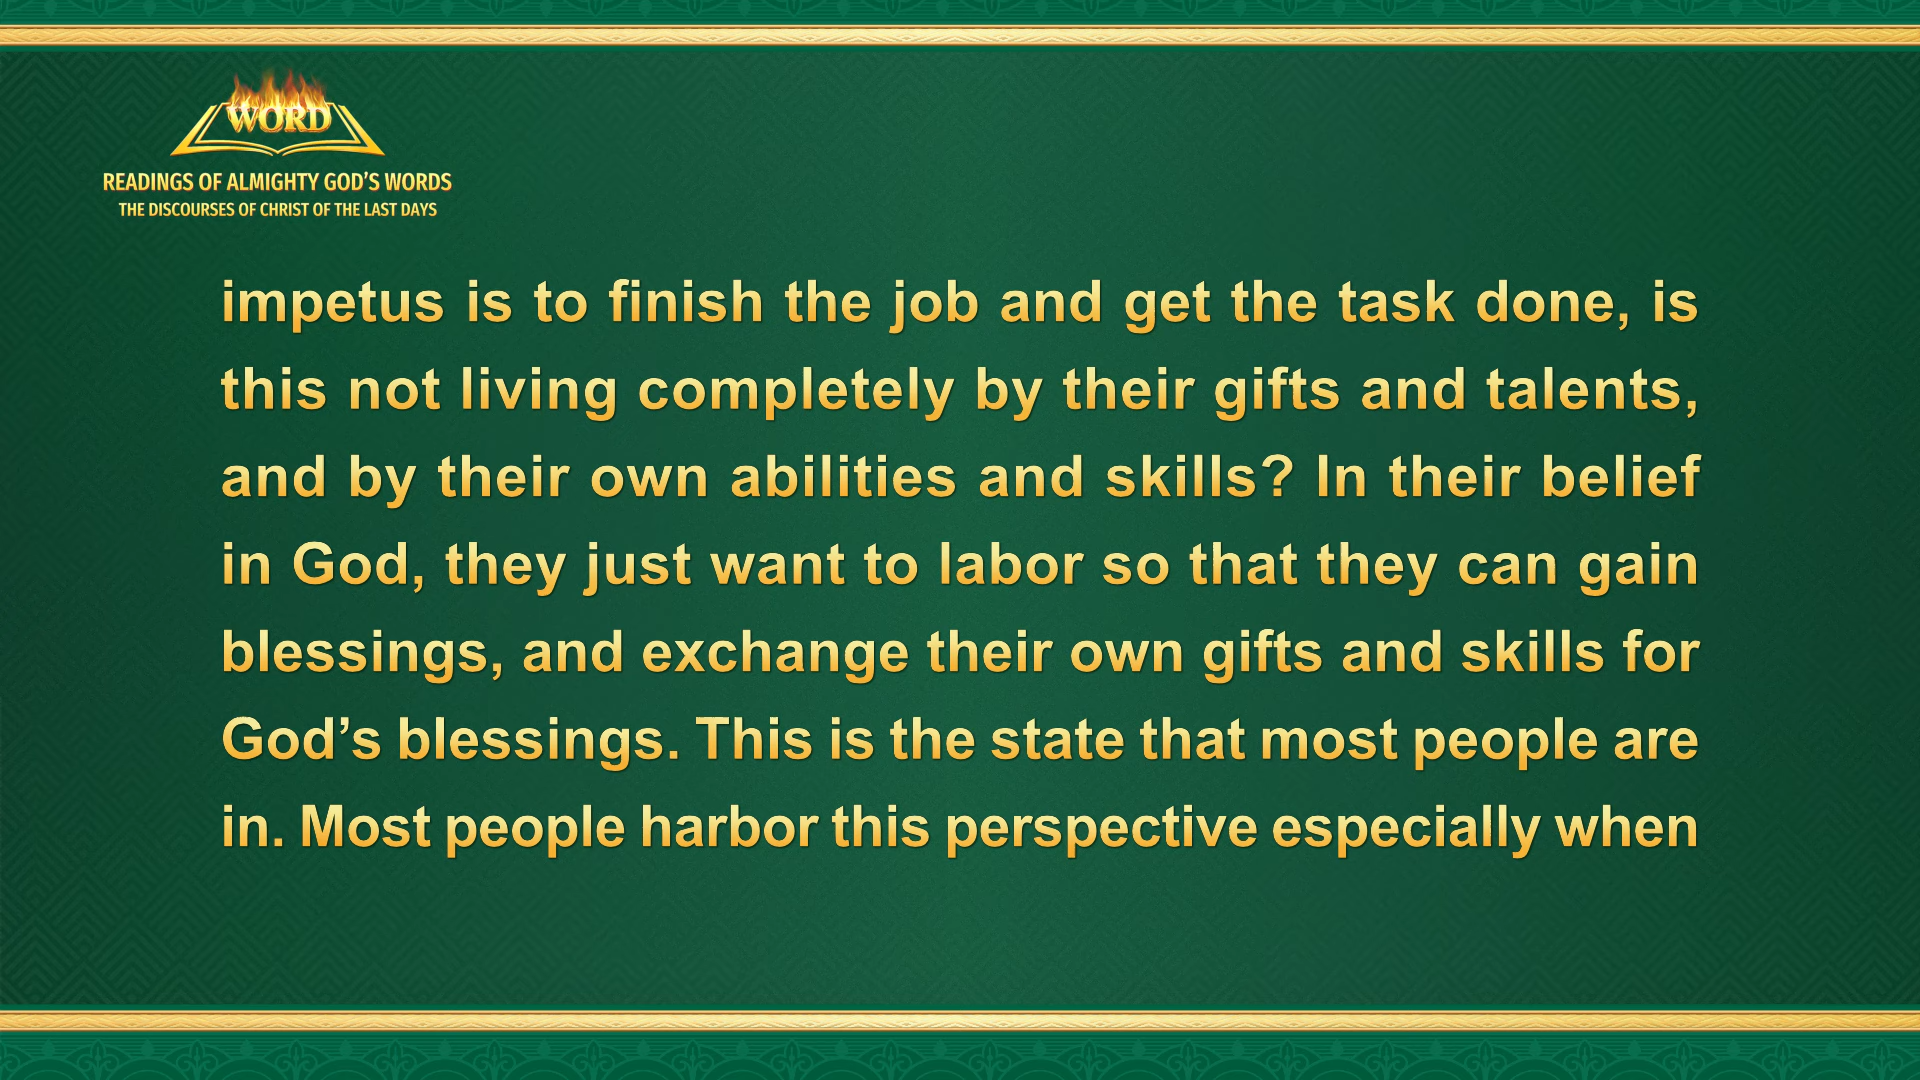 WORD
READINGS OF ALMIGHTY GOD’S WORDS
THE DISCOURSES OF CHRIST OF THE LAST DAYS
impetus is to finish the job and get the task done, is
this not living completely by their gifts and talents,
and by their own abilities and skills? In their belief
in God, they just want to labor so that they can gain
blessings, and exchange their own gifts and skills for
God’s blessings. This is the state that most people are
in. Most people harbor this perspective especially when